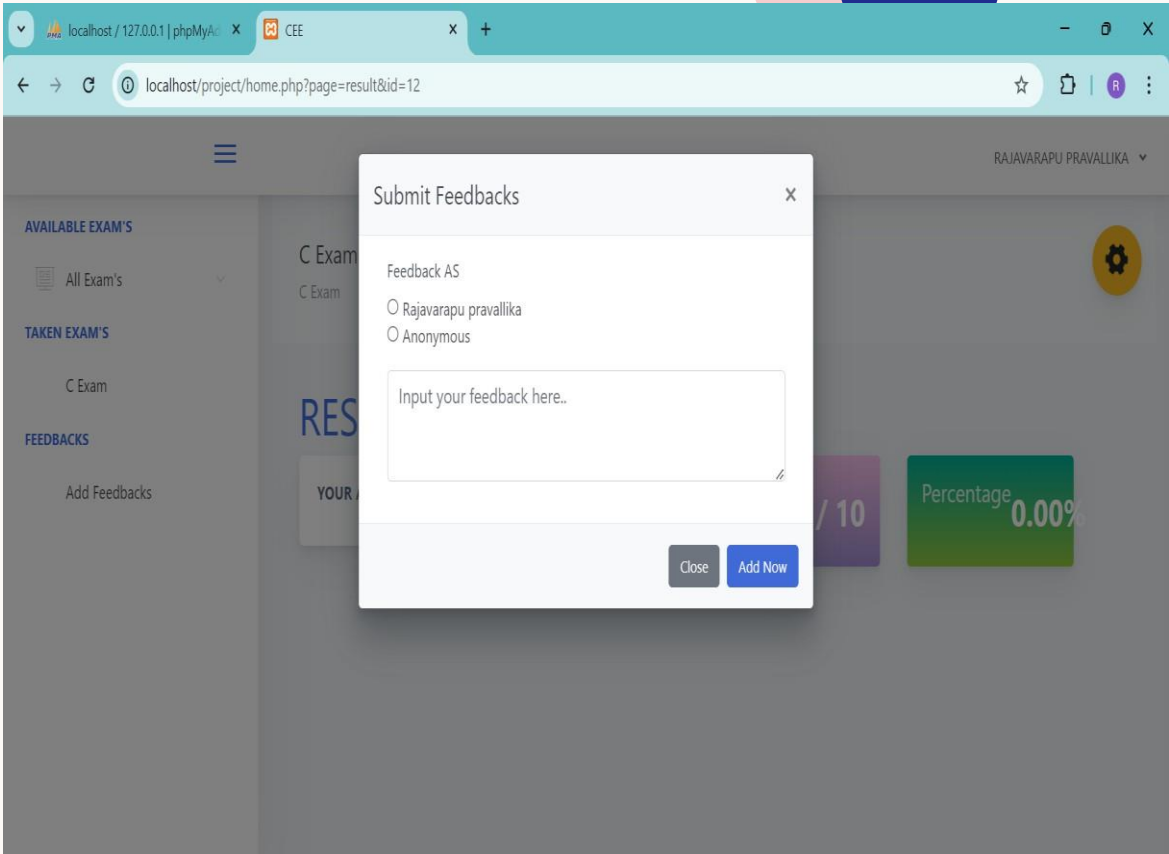 localhost / 127.0.0.1 | phpMyAd
CEE
localhost/project/home.php?page=result&id=12
R
RAJAVARAPU PRAVALLIKA
AVAILABLE EXAM'S
All Exam's
TAKEN EXAM'S
C Exam
FEEDBACKS
Add Feedbacks
C Exam
C Exam
RES
YOUR
/ 10
Percentage
0.00%
Submit Feedbacks
Feedback AS
Rajavarapu pravallika
Anonymous
Input your feedback here..
Close
Add Now